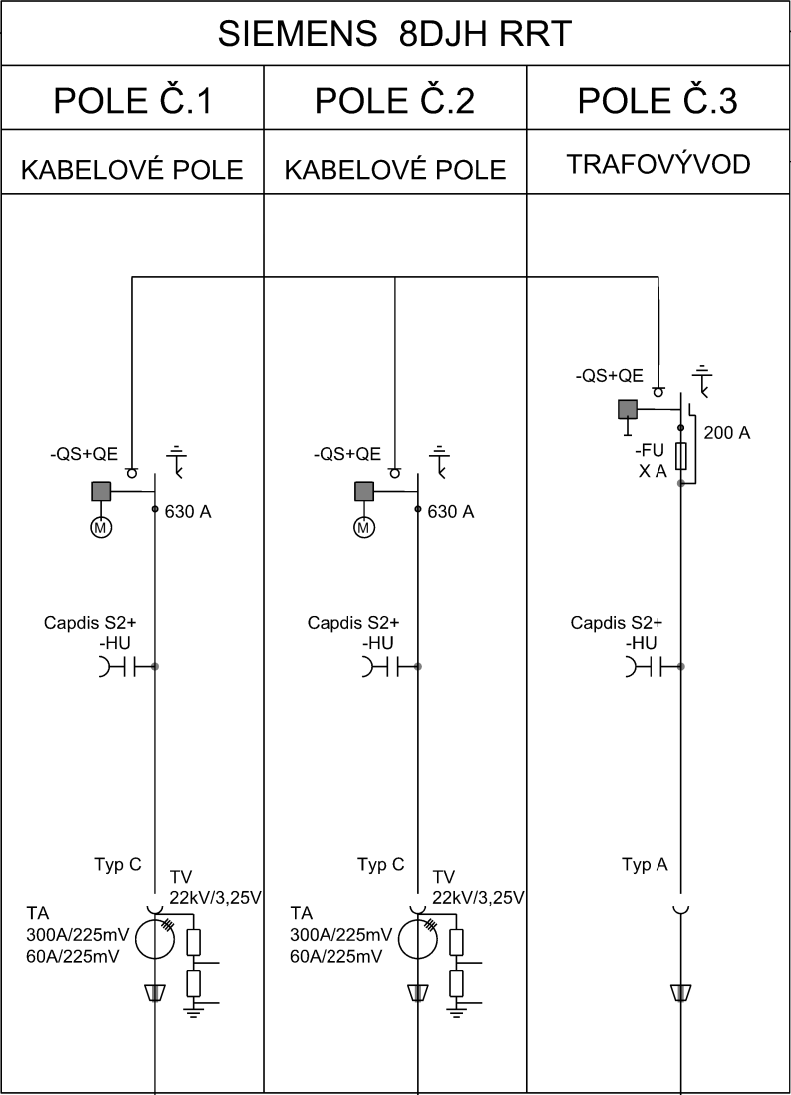 SIEMENS 8DJH RRT
POLE Č.1
POLE Č.2
POLE Č.3
KABELOVÉ POLE
KABELOVÉ POLE
TRAFOVÝVOD
-QS+QE
M
630 A
Capdis S2+
-HU
Typ C
TV
22kV/3,25V
TA
300A/225mV
60A/225mV
-QS+QE
M
630 A
Capdis S2+
-HU
Typ C
TV
22kV/3,25V
TA
300A/225mV
60A/225mV
-QS+QE
200 A
-FU
X A
Capdis S2+
-HU
Typ A